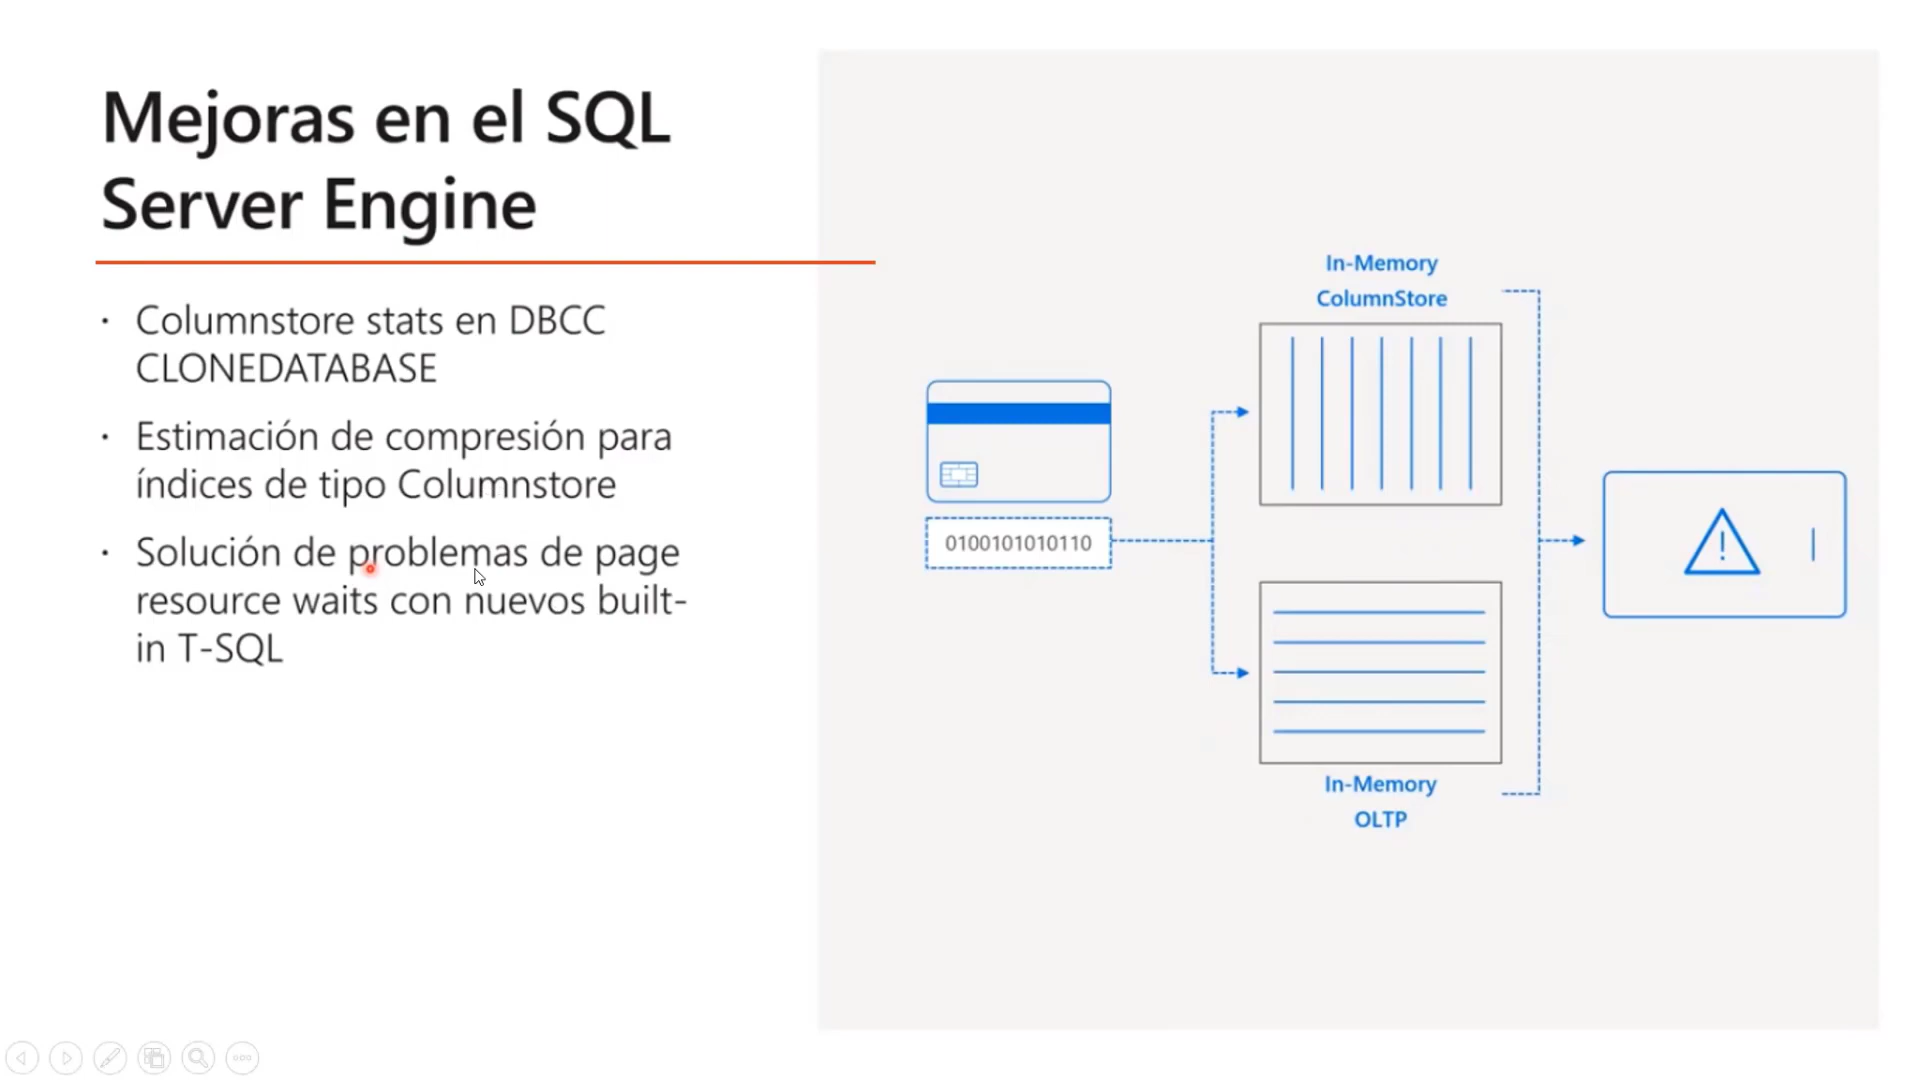 Mejoras en el SQL
Server Engine
· Columnstore stats en DBCC
CLONEDATABASE
· Estimación de compresión para
índices de tipo Columnstore
· Solución de problemas de page
resource waits con nuevos built-
in T-SQL
In-Memory
ColumnStore
0100101010110
In-Memory
OLTP